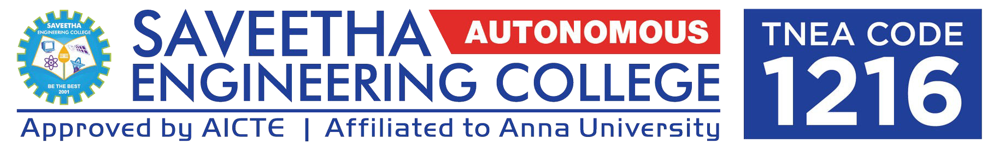 SAVEETHA
ENGINEERING COLLEGE
BE THE BEST
2001
SAVEETHA AUTONOMOUS
ENGINEERING COLLEGE
Approved by AICTE | Affiliated to Anna University
TNEA CODE
1216